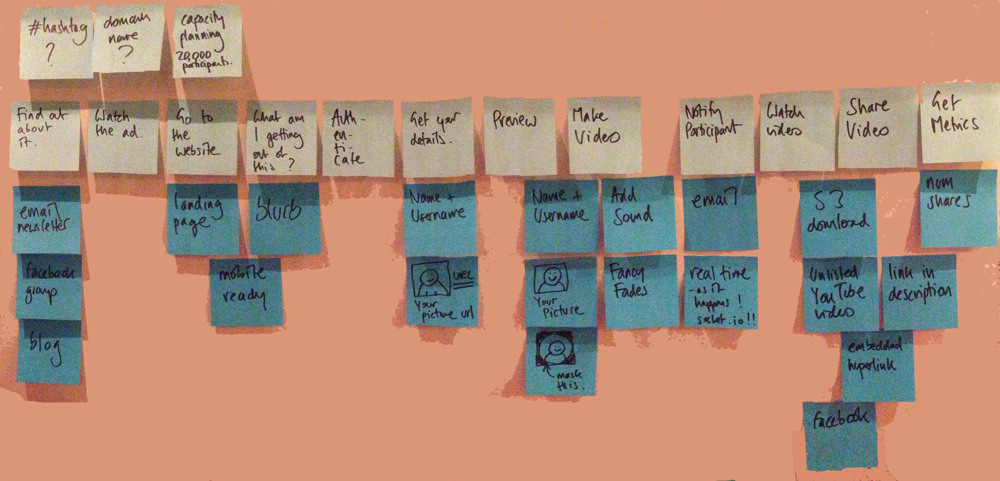 #hashtag
?
domain
name
?
capacity
planning
20,000
participants.
Find out
about
it.
Watch
the ad.
Go to
the
website
What am
I getting
out of
this?
Auth-
en-
ti-
cate
Get your
details.
Preview
Make
Video
Notify
Participant
Watch
video
Share
Video
Get
Metrics
email
newsletter
landing
page
blurb
Name +
Username
Name +
Username
Add
Sound
email
S3
download
num
shares
facebook
group
mobile
ready
Your
picture url
Your
Picture
Fancy
Fades
real time
- as it
happens!
socket.io!!
Unlisted
YouTube
video
link in
description
blog
mask
this.
embedded
hyperlink
facebook